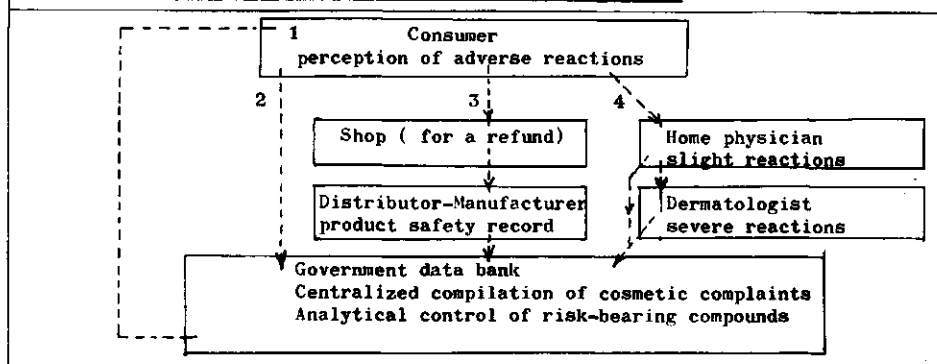 1 Consumer
perception of adverse reactions
2 3 4
Shop ( for a refund)
Home physician
slight reactions
Distributor-Manufacturer
product safety record
Dermatologist
severe reactions
Government data bank
Centralized compilation of cosmetic complaints
Analytical control of risk-bearing compounds